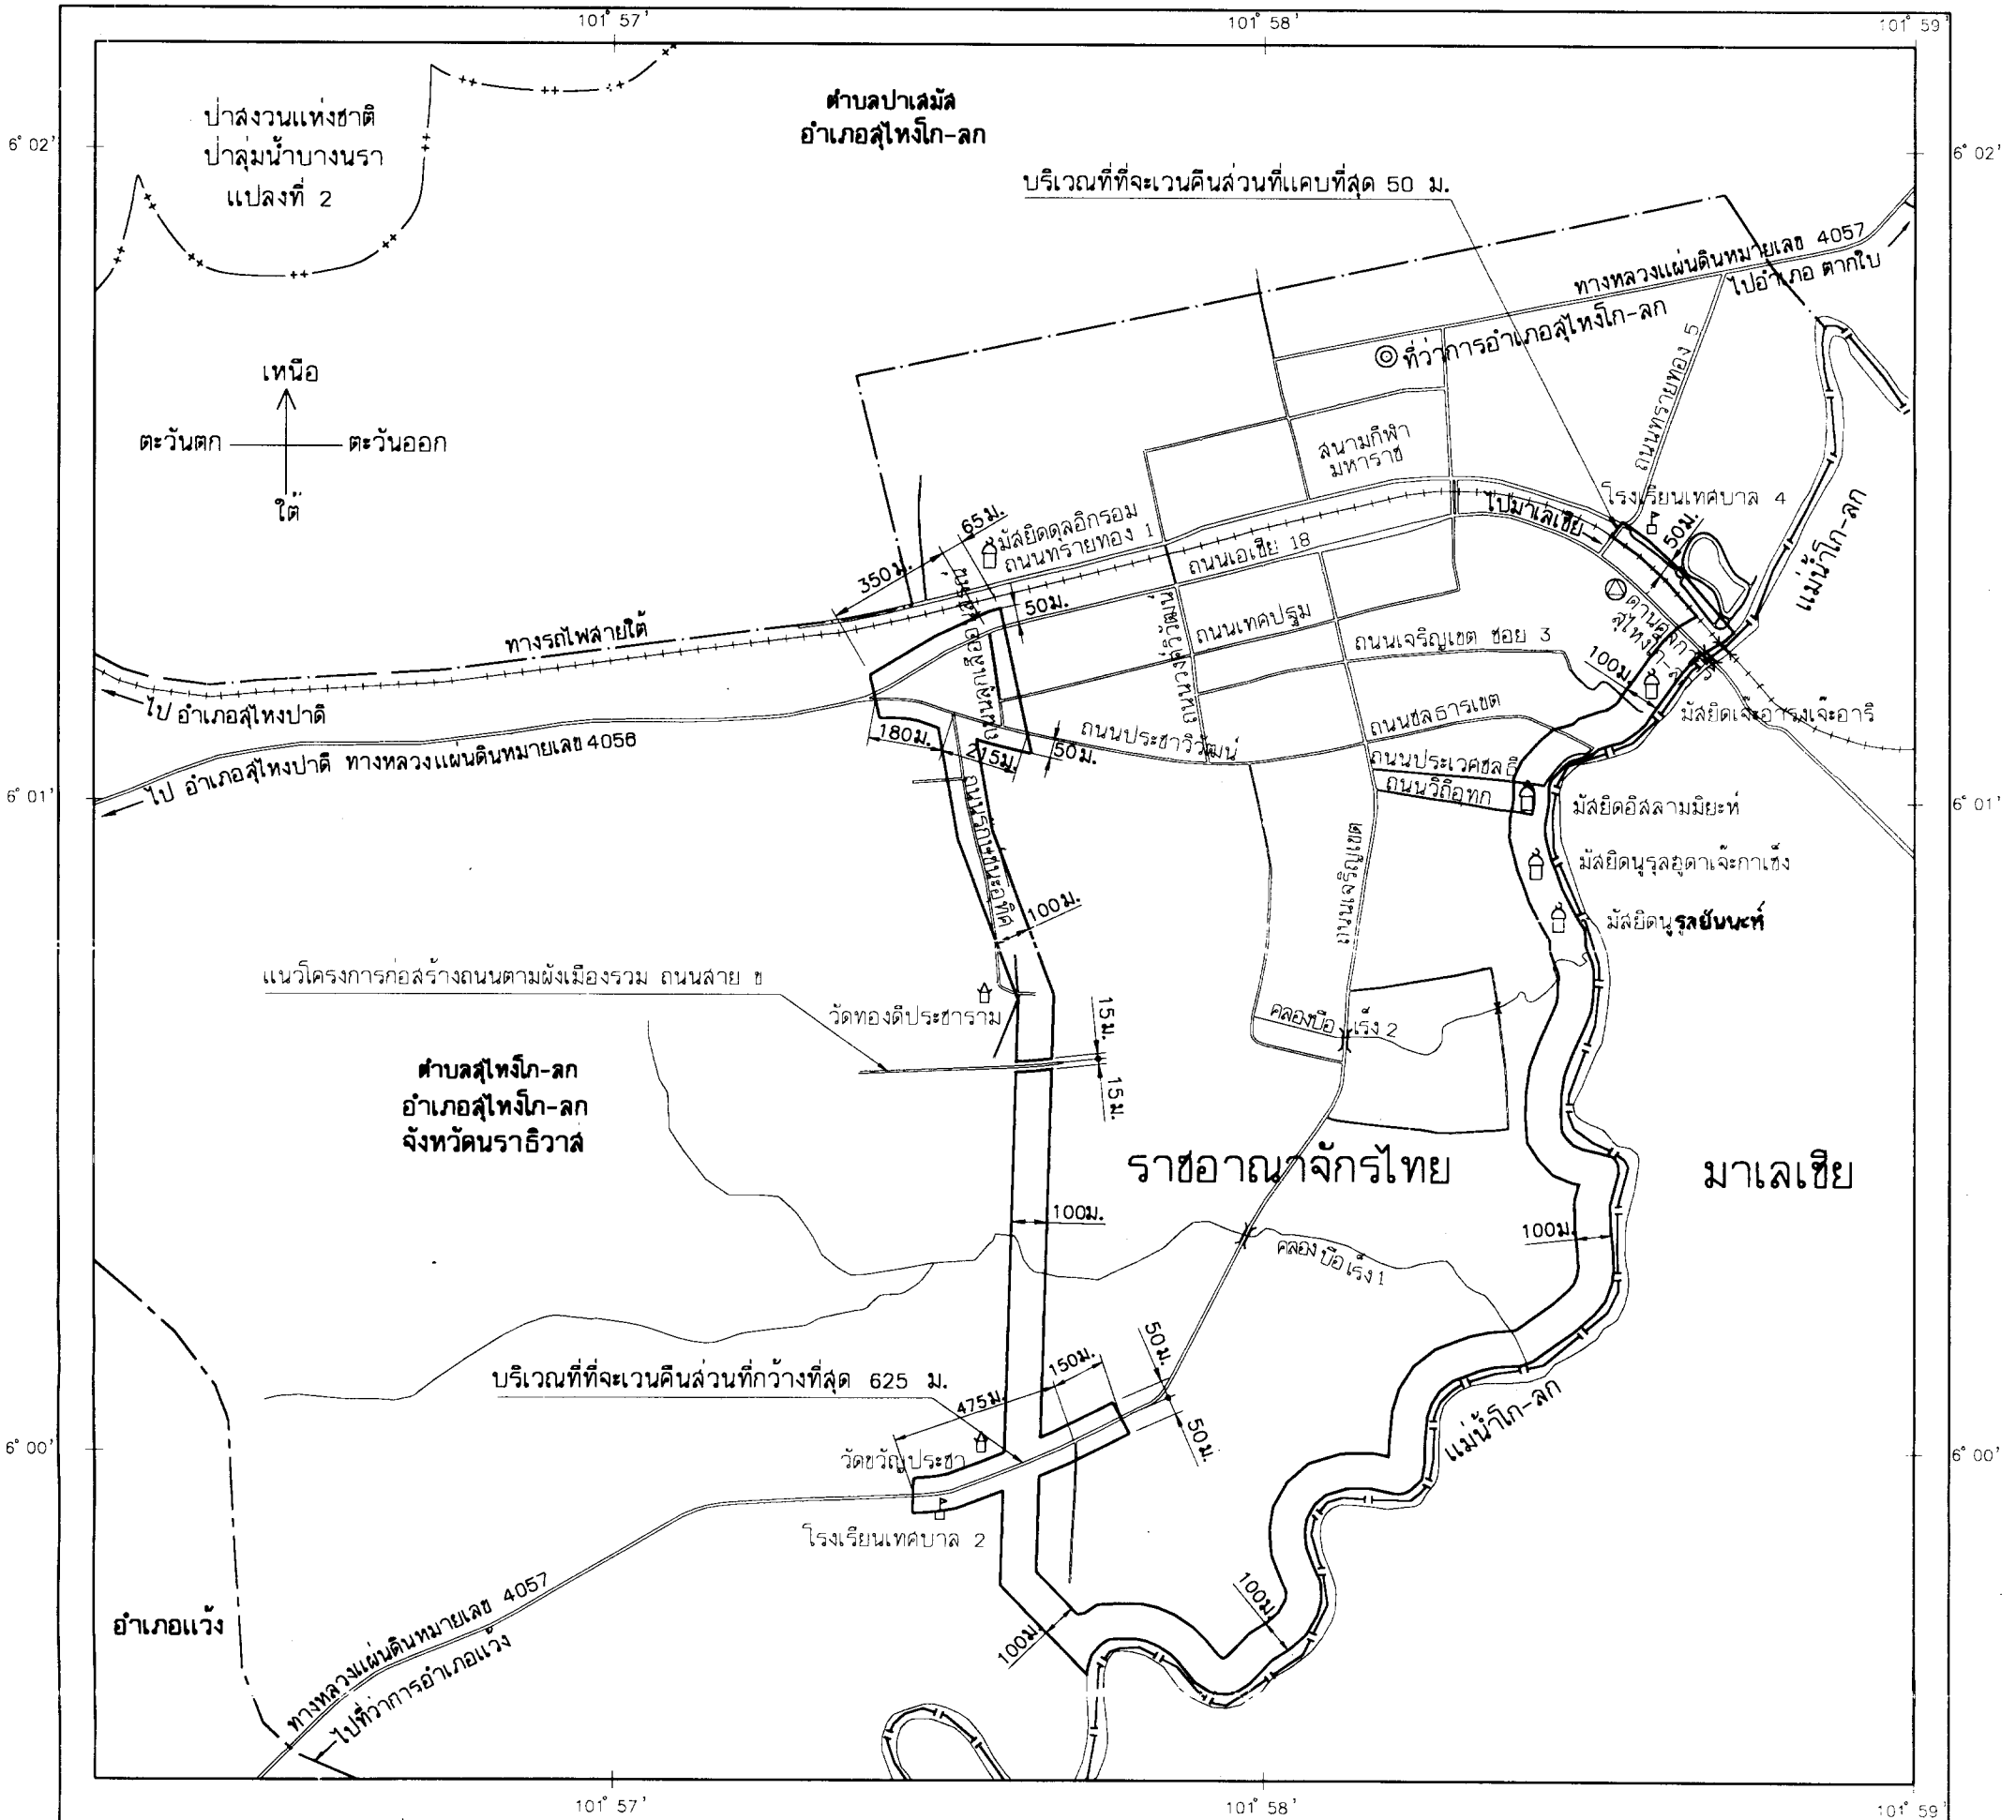 101° 57'
101° 58'
101° 59'
ป่าสงวนแห่งชาติ
ป่าลุ่มน้ำบางนรา
แปลงที่ 2
ตำบลปาเสมัส
อำเภอสุไหงโก-ลก
6° 02'
6° 02'
บริเวณที่ที่จะเวนคืนส่วนที่แคบที่สุด 50 ม.
ทางหลวงแผ่นดินหมายเลข 4057
ไปอำเภอ ตากใบ
ที่ว่าการอำเภอสุไหงโก-ลก
ถนนทรายทอง 5
เหนือ
ตะวันตก
ตะวันออก
ใต้
สนามกีฬา
มหาราช
โรงเรียนเทศบาล 4
ไปมาเลเซีย
50ม.
แม่น้ำโก-ลก
65ม.
350ม.
มัสยิดดุลอิกรอม
ถนนทรายทอง 1
ถนนเอเชีย 18
50ม.
ถนนเทศปฐม
ถนนเจริญเขต ซอย 3
สุไหงโก-ลก
100ม.
ทางรถไฟสายใต้
ไป อำเภอสุไหงปาดี
ไป อำเภอสุไหงปาดี ทางหลวงแผ่นดินหมายเลข 4056
180ม.
215ม.
50ม.
ถนนประชาวิวัฒน์
ถนนชลธารเขต
มัสยิดเจ๊ะอารงเจ๊ะอารี
ถนนประเวศชลธี
ถนนวิถีอุทก
6° 01'
6° 01'
มัสยิดอิสลามมิยะห์
มัสยิดนูรุลฮูดาเจ๊ะกาเซ็ง
มัสยิดนูรุลยันนะห์
ถนนเจริญเขต
100ม.
แนวโครงการก่อสร้างถนนตามผังเมืองรวม ถนนสาย ข
วัดทองดีประชาราม
15ม.
15ม.
คลองบือเร็ง 2
ตำบลสุไหงโก-ลก
อำเภอสุไหงโก-ลก
จังหวัดนราธิวาส
ราชอาณาจักรไทย
มาเลเซีย
100ม.
100ม.
คลองบือเร็ง 1
บริเวณที่ที่จะเวนคืนส่วนที่กว้างที่สุด 625 ม.
150ม.
50ม.
475ม.
50ม.
แม่น้ำโก-ลก
6° 00'
6° 00'
วัดขวัญประชา
โรงเรียนเทศบาล 2
อำเภอแว้ง
ทางหลวงแผ่นดินหมายเลข 4057
ไปที่ว่าการอำเภอแว้ง
100ม.
100ม.
101° 57'
101° 58'
101° 59'